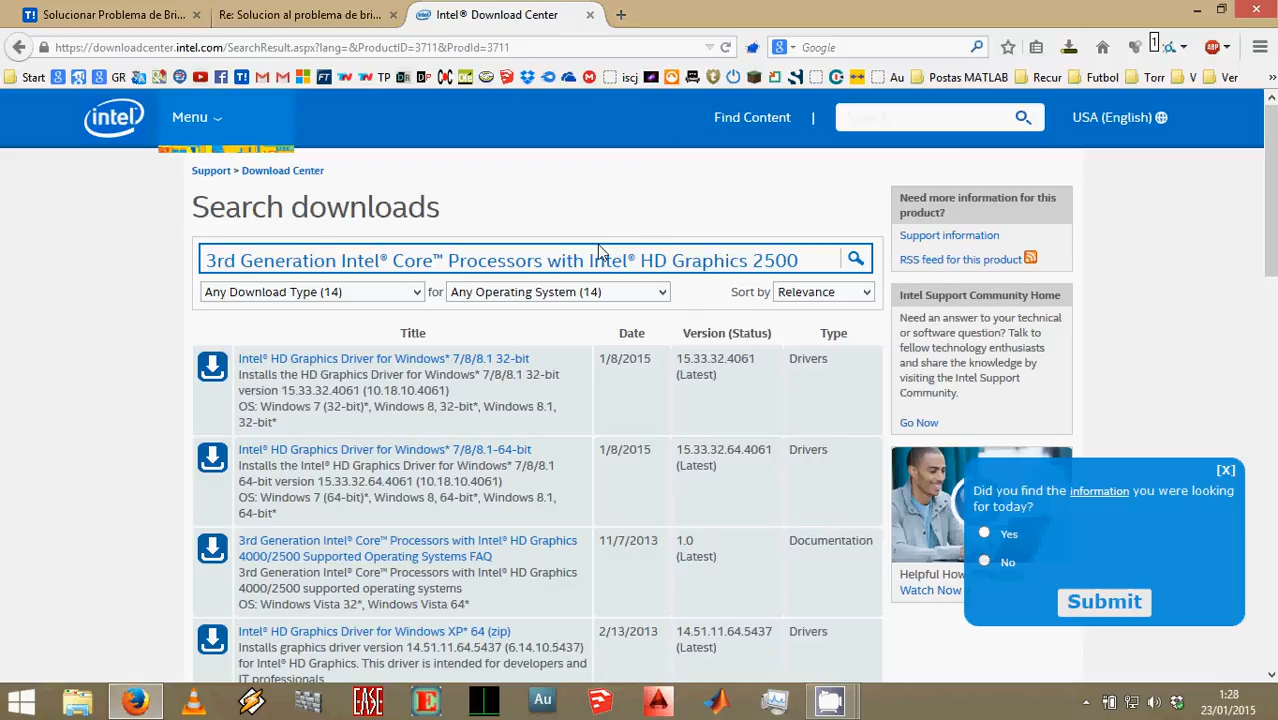 Solucionar Problema de Bri...
Re: Solucion al problema de bri...
Intel® Download Center
https://downloadcenter.intel.com/SearchResult.aspx?lang=&ProductID=3711&ProdId=3711
Google
1
ABP
Start
GR
FT
TP
iscj
Au
Postas MATLAB
Recur
Futbol
Torr
V
Ver
intel
Menu
Find Content
|
USA (English)
Support > Download Center
Search downloads
3rd Generation Intel® Core™ Processors with Intel® HD Graphics 2500
Any Download Type (14)
for
Any Operating System (14)
Sort by
Relevance
Title
Date
Version (Status)
Type
Intel® HD Graphics Driver for Windows* 7/8/8.1 32-bit
Installs the HD Graphics Driver for Windows* 7/8/8.1 32-bit
version 15.33.32.4061 (10.18.10.4061)
OS: Windows 7 (32-bit)*, Windows 8, 32-bit*, Windows 8.1,
32-bit*
1/8/2015
15.33.32.4061
(Latest)
Drivers
Intel® HD Graphics Driver for Windows* 7/8/8.1-64-bit
Installs the Intel® HD Graphics Driver for Windows* 7/8/8.1
64-bit version 15.33.32.64.4061 (10.18.10.4061)
OS: Windows 7 (64-bit)*, Windows 8, 64-bit*, Windows 8.1,
64-bit*
1/8/2015
15.33.32.64.4061
(Latest)
Drivers
3rd Generation Intel® Core™ Processors with Intel® HD Graphics
4000/2500 Supported Operating Systems FAQ
3rd Generation Intel® Core™ Processors with Intel® HD Graphics
4000/2500 supported operating systems
OS: Windows Vista 32*, Windows Vista 64*
11/7/2013
1.0
(Latest)
Documentation
Intel® HD Graphics Driver for Windows XP* 64 (zip)
Installs graphics driver version 14.51.11.64.5437 (6.14.10.5437)
for Intel® HD Graphics. This driver is intended for developers and
IT professionals
2/13/2013
14.51.11.64.5437
(Latest)
Drivers
Need more information for this
product?
Support information
RSS feed for this product
Intel Support Community Home
Need an answer to your technical
or software question? Talk to
fellow technology enthusiasts
and share the knowledge by
visiting the Intel Support
Community.
Go Now
Helpful How
Watch Now
[X]
Did you find the information you were looking
for today?
Yes
No
Submit
EASE
E
Au
1:28
23/01/2015